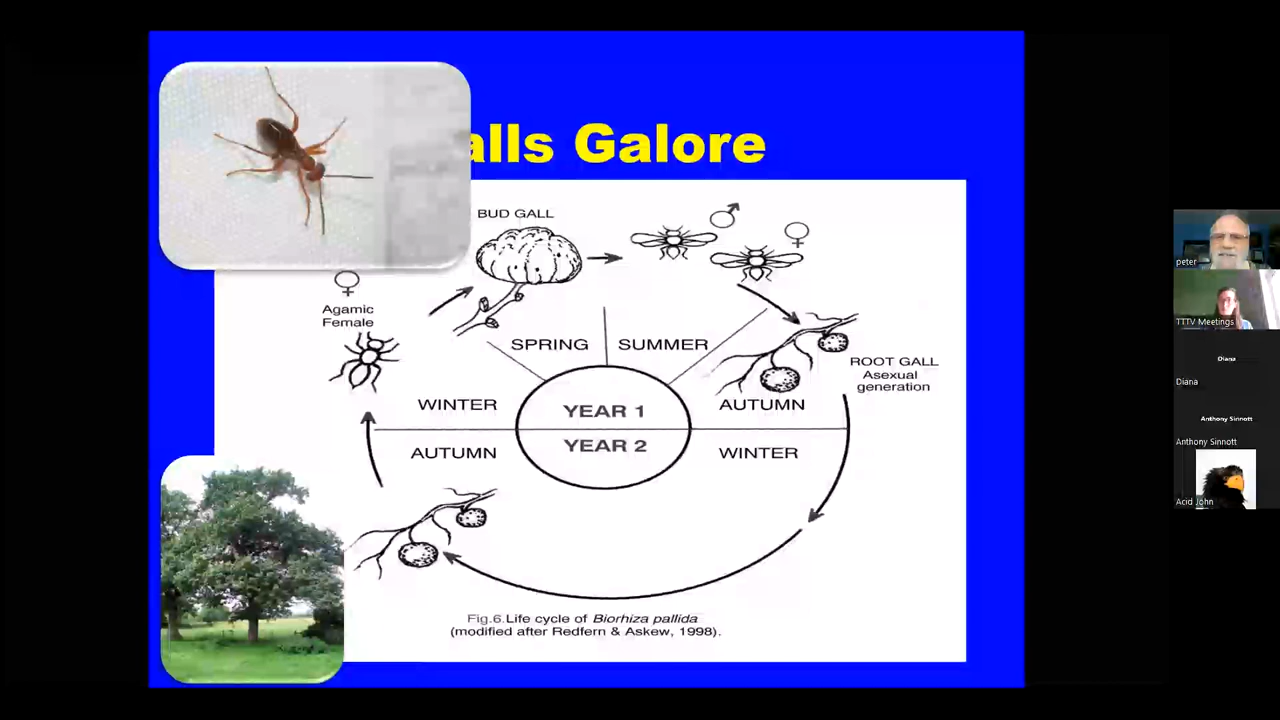 alls Galore
BUD GALL
Agamic
Female
SPRING
SUMMER
ROOT GALL
Asexual
generation
WINTER
YEAR 1
AUTUMN
AUTUMN
YEAR 2
WINTER
Fig.6.Life cycle of Biorhiza pallida
(modified after Redfern & Askew, 1998).
peter
TTTV Meetings
Diana
Diana
Anthony Sinnott
Anthony Sinnott
Acid John